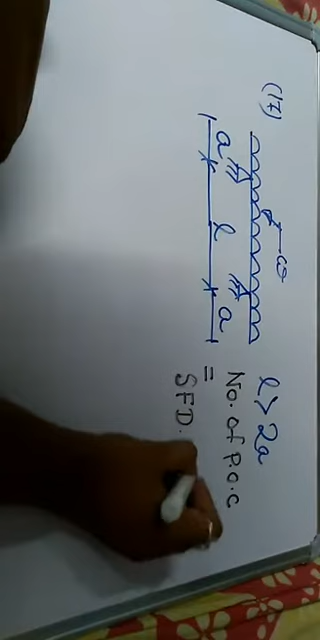 (17)
ω
a l a
l > 2a
No. of P.O.C
=
SFD.